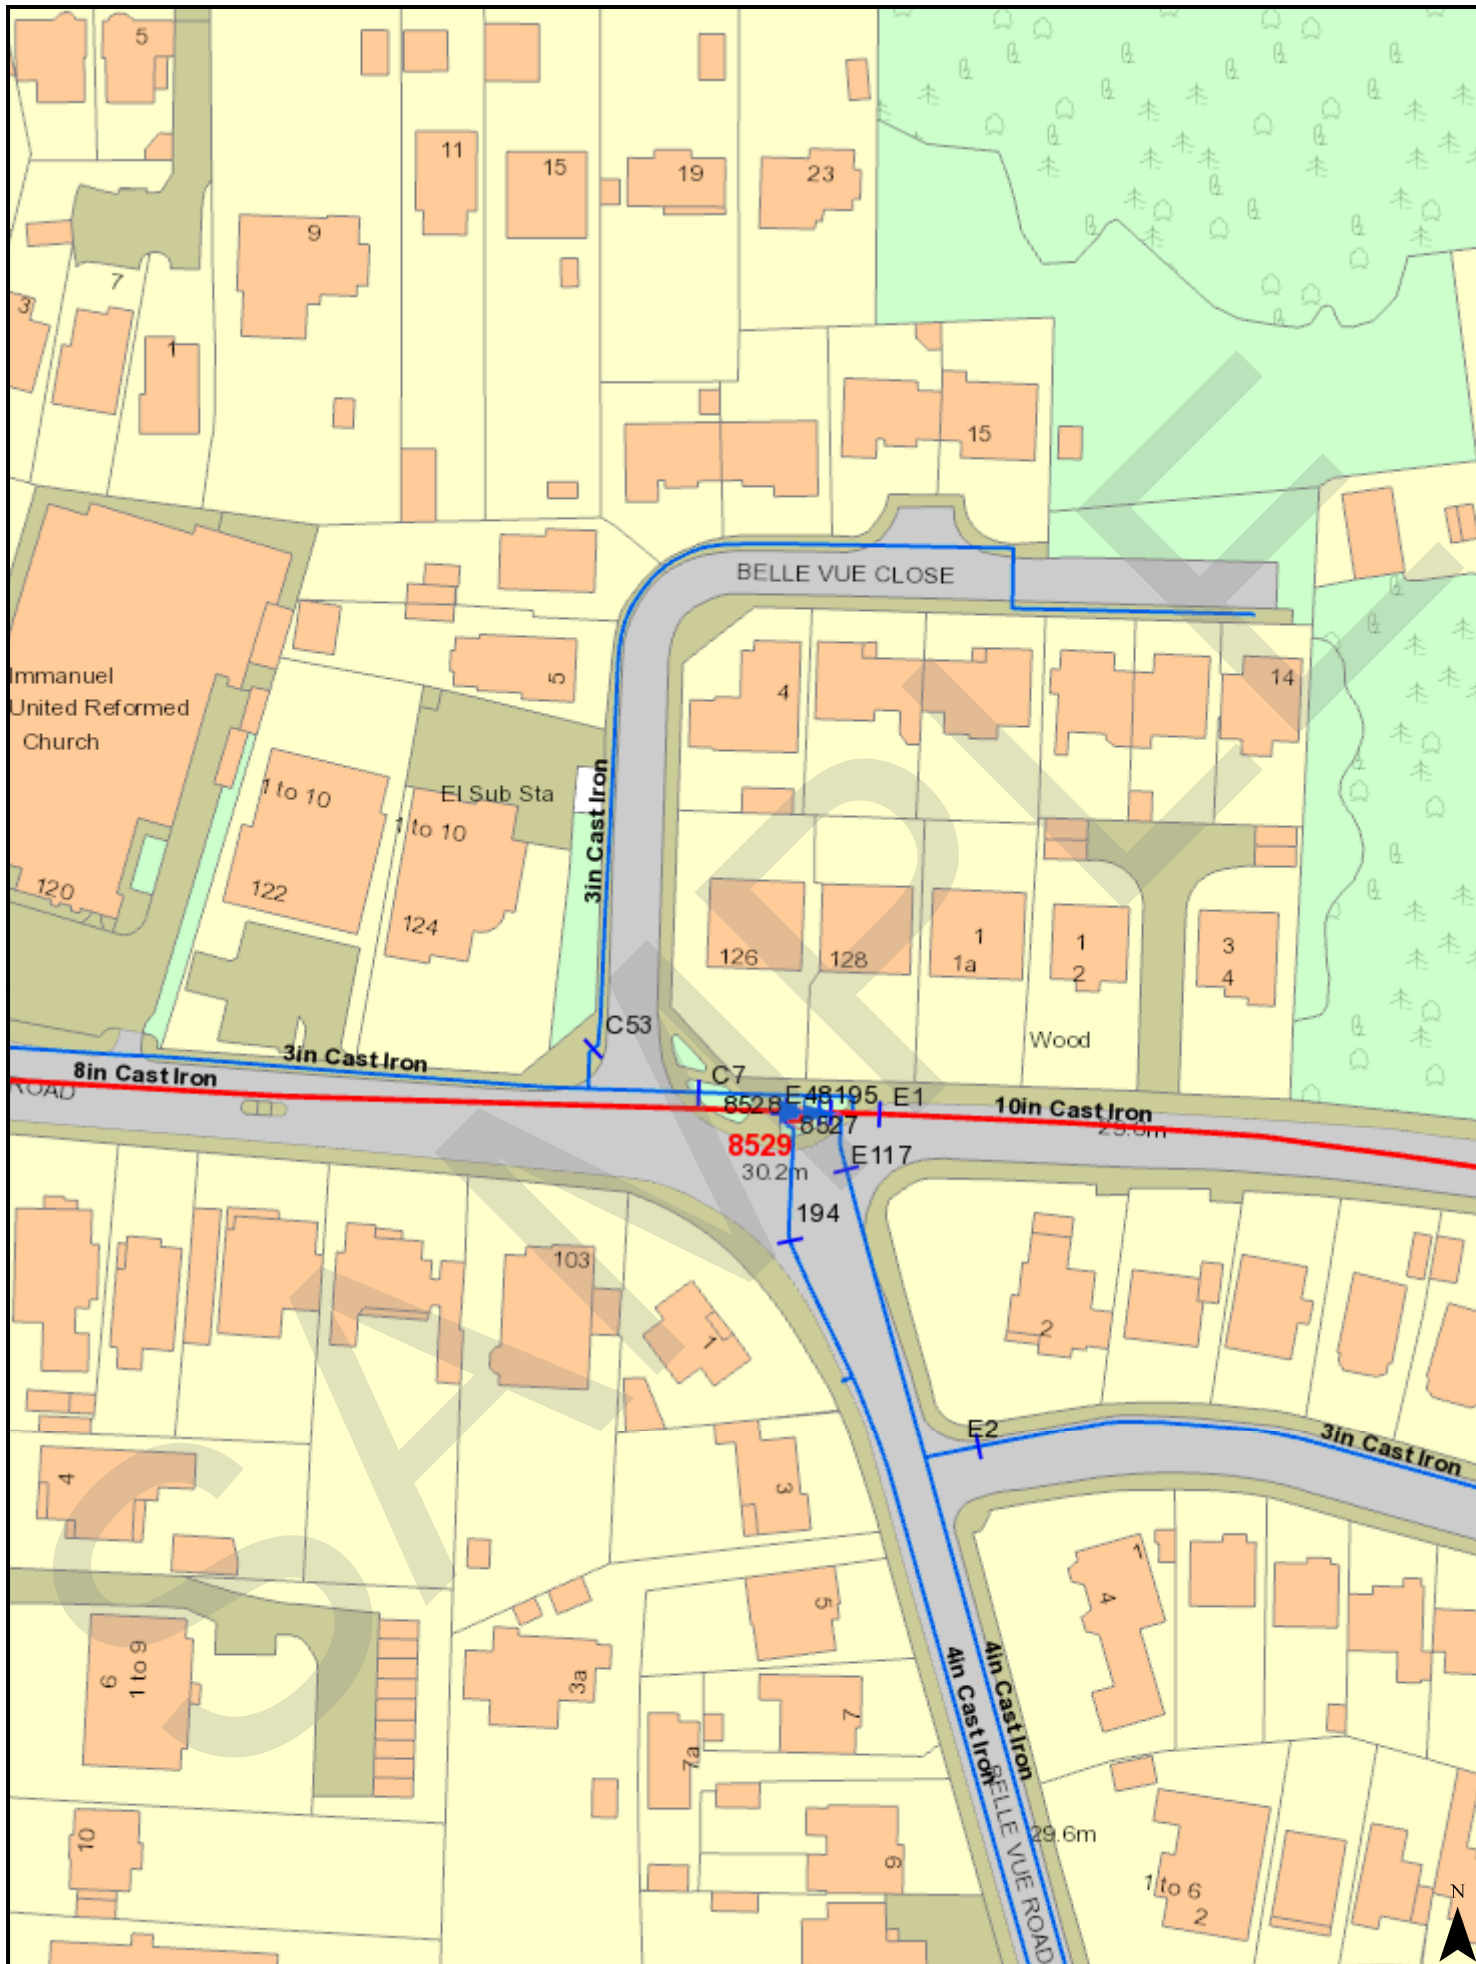 5
11
15
19
23
9
7
3
1
15
BELLE VUE CLOSE
Immanuel
United Reformed
Church
5
4
14
1 to 10
El Sub Sta
1 to 10
3in Cast Iron
120
122
124
126
128
1
1a
1
2
3
4
Wood
C53
3in Cast Iron
8in Cast Iron
ROAD
C7
E48195
E1
8528
8527
10in Cast Iron
29.8m
8529
30.2m
E117
194
103
1
2
E2
3in Cast Iron
4
3
1
4
5
6
1 to 9
3a
7
7a
4in Cast Iron
4in Cast Iron
BELLE VUE ROAD
29.6m
10
9
1 to 6
2
N
SAMPLE